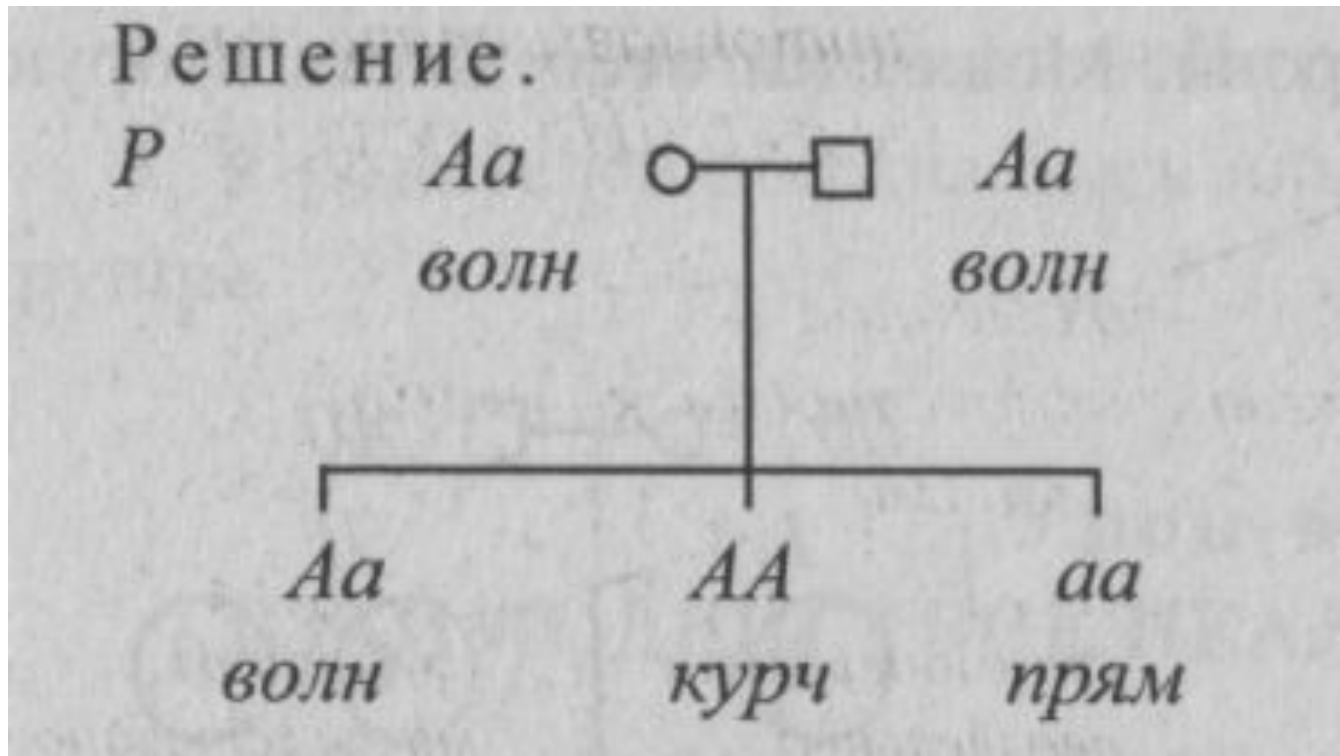 Решение.
P Aa Aa
волн волн
Aa AA aa
волн курч прям